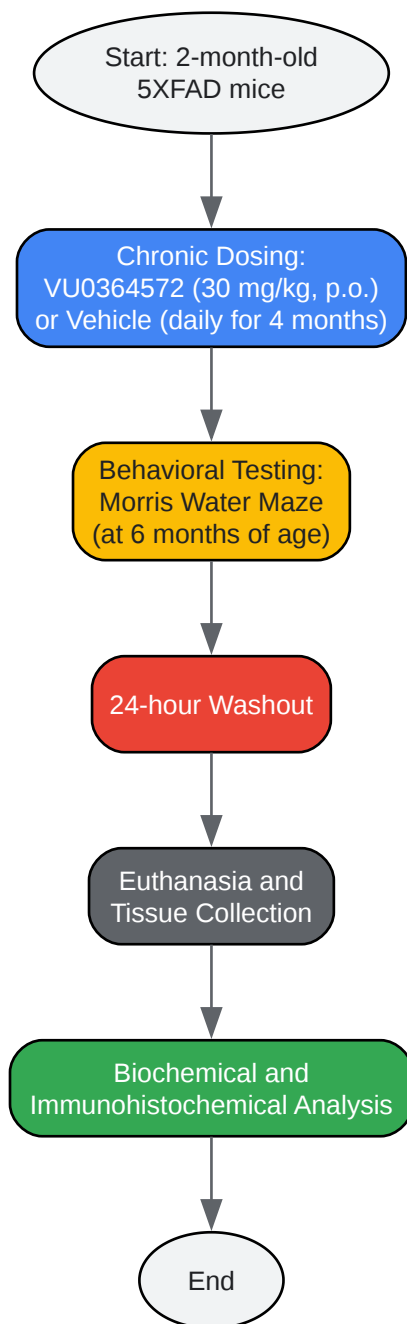 Start: 2-month-old
5XFAD mice
Chronic Dosing:
VU0364572 (30 mg/kg, p.o.)
or Vehicle (daily for 4 months)
Behavioral Testing:
Morris Water Maze
(at 6 months of age)
24-hour Washout
Euthanasia and
Tissue Collection
Biochemical and
Immunohistochemical Analysis
End